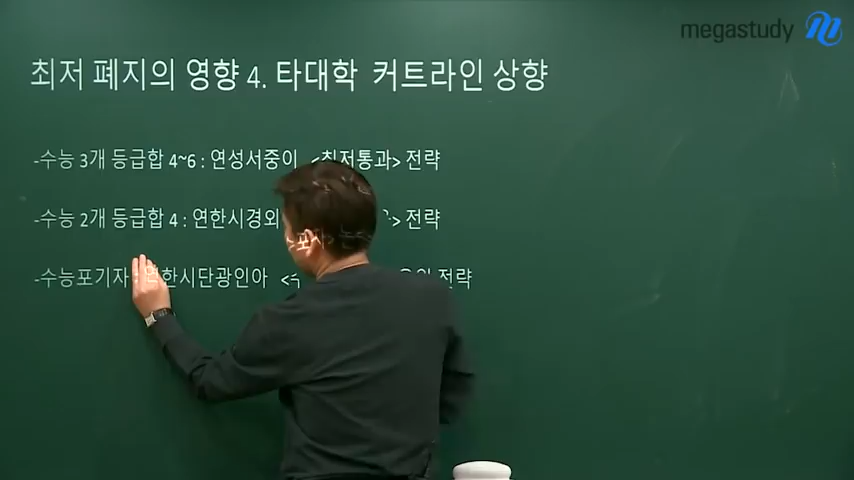 megastudy
최저 폐지의 영향 4. 타대학 커트라인 상향
-수능 3개 등급합 4~6 : 연성서중이 <최저통과> 전략
-수능 2개 등급합 4 : 연한시경외 > 전략
-수능포기자 : 연한시단광인아 < 전략